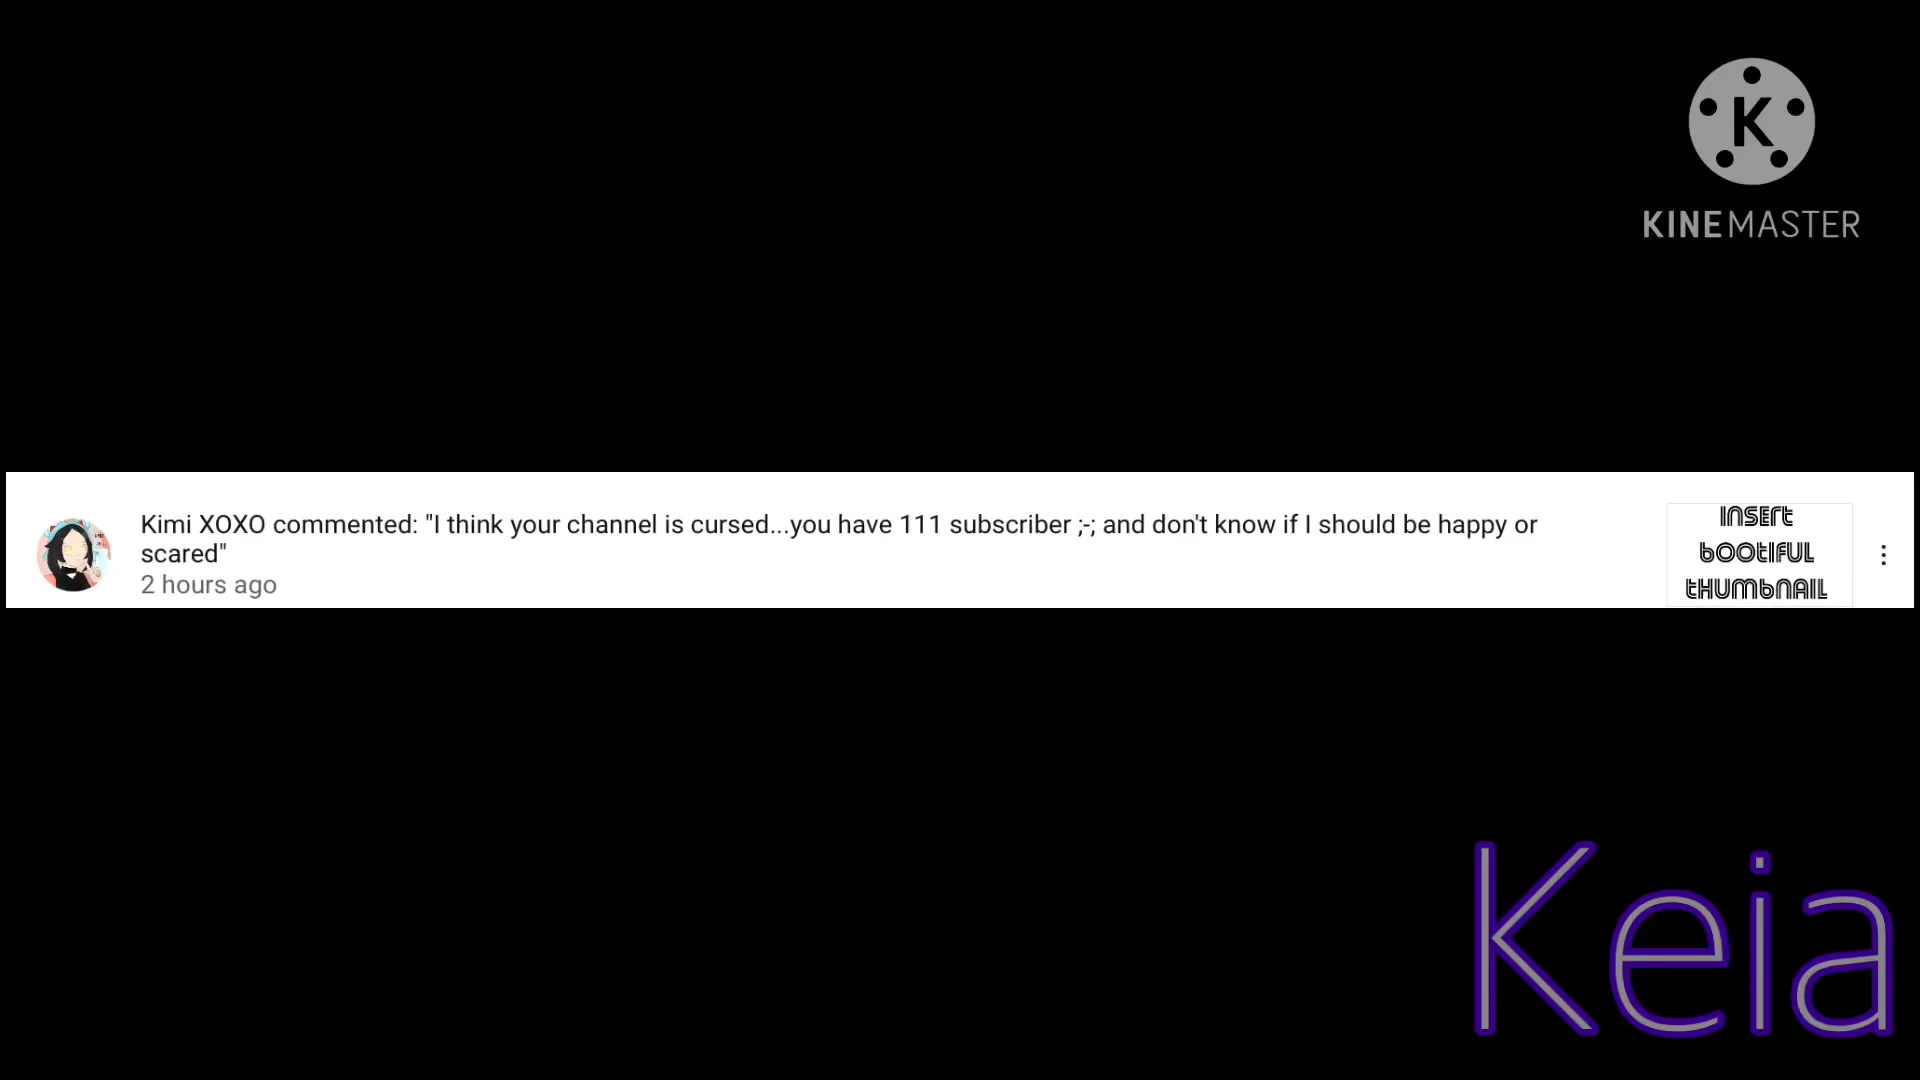 K
KINEMASTER
Kimi XOXO commented: "I think your channel is cursed...you have 111 subscriber ;-; and don't know if I should be happy or
scared"
2 hours ago
INSERt
bOOtIFUL
tHUMbNAIL
Keia